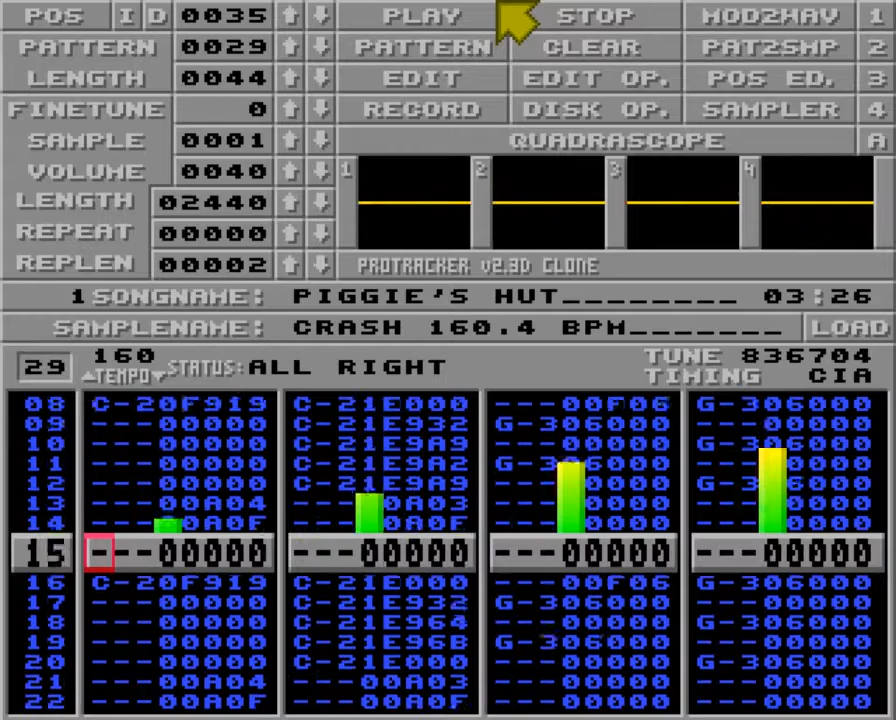 POS I D 0035 PLAY STOP MOD2WAV 1
PATTERN 0029 PATTERN CLEAR PAT2SMP 2
LENGTH 0044 EDIT EDIT OP. POS ED. 3
FINETUNE 0 RECORD DISK OP. SAMPLER 4
SAMPLE 0001 QUADRASCOPE A
VOLUME 0040 1 2 3 4
LENGTH 02440
REPEAT 00000
REPLEN 00002 PROTRACKER v2.3D CLONE
1 SONGNAME: PIGGIE'S HUT________ 03:26
SAMPLENAME: CRASH 160.4 BPM_______ LOAD
29 160 TEMPO STATUS: ALL RIGHT TUNE 836704
TIMING CIA
08 C-20F919 C-21E000 ---00F06 G-306000
09 ---00000 C-21E932 G-306000 ---00000
10 ---00000 C-21E9A9 ---00000 G-306000
11 ---00000 C-21E9A2 G-306000 ---00000
12 ---00000 C-21E000 ---00000 G-306000
13 ---00A04 ---00A03 ---00000 ---00000
14 ---00A0F ---00A0F ---00000 ---00000
15 ---00000 ---00000 ---00000 ---00000
16 C-20F919 C-21E000 ---00F06 G-306000
17 ---00000 C-21E932 G-306000 ---00000
18 ---00000 C-21E964 ---00000 G-306000
19 ---00000 C-21E96B G-306000 ---00000
20 ---00000 C-21E000 ---00000 G-306000
21 ---00A04 ---00A03 ---00000 ---00000
22 ---00A0F ---00A0F ---00000 ---00000